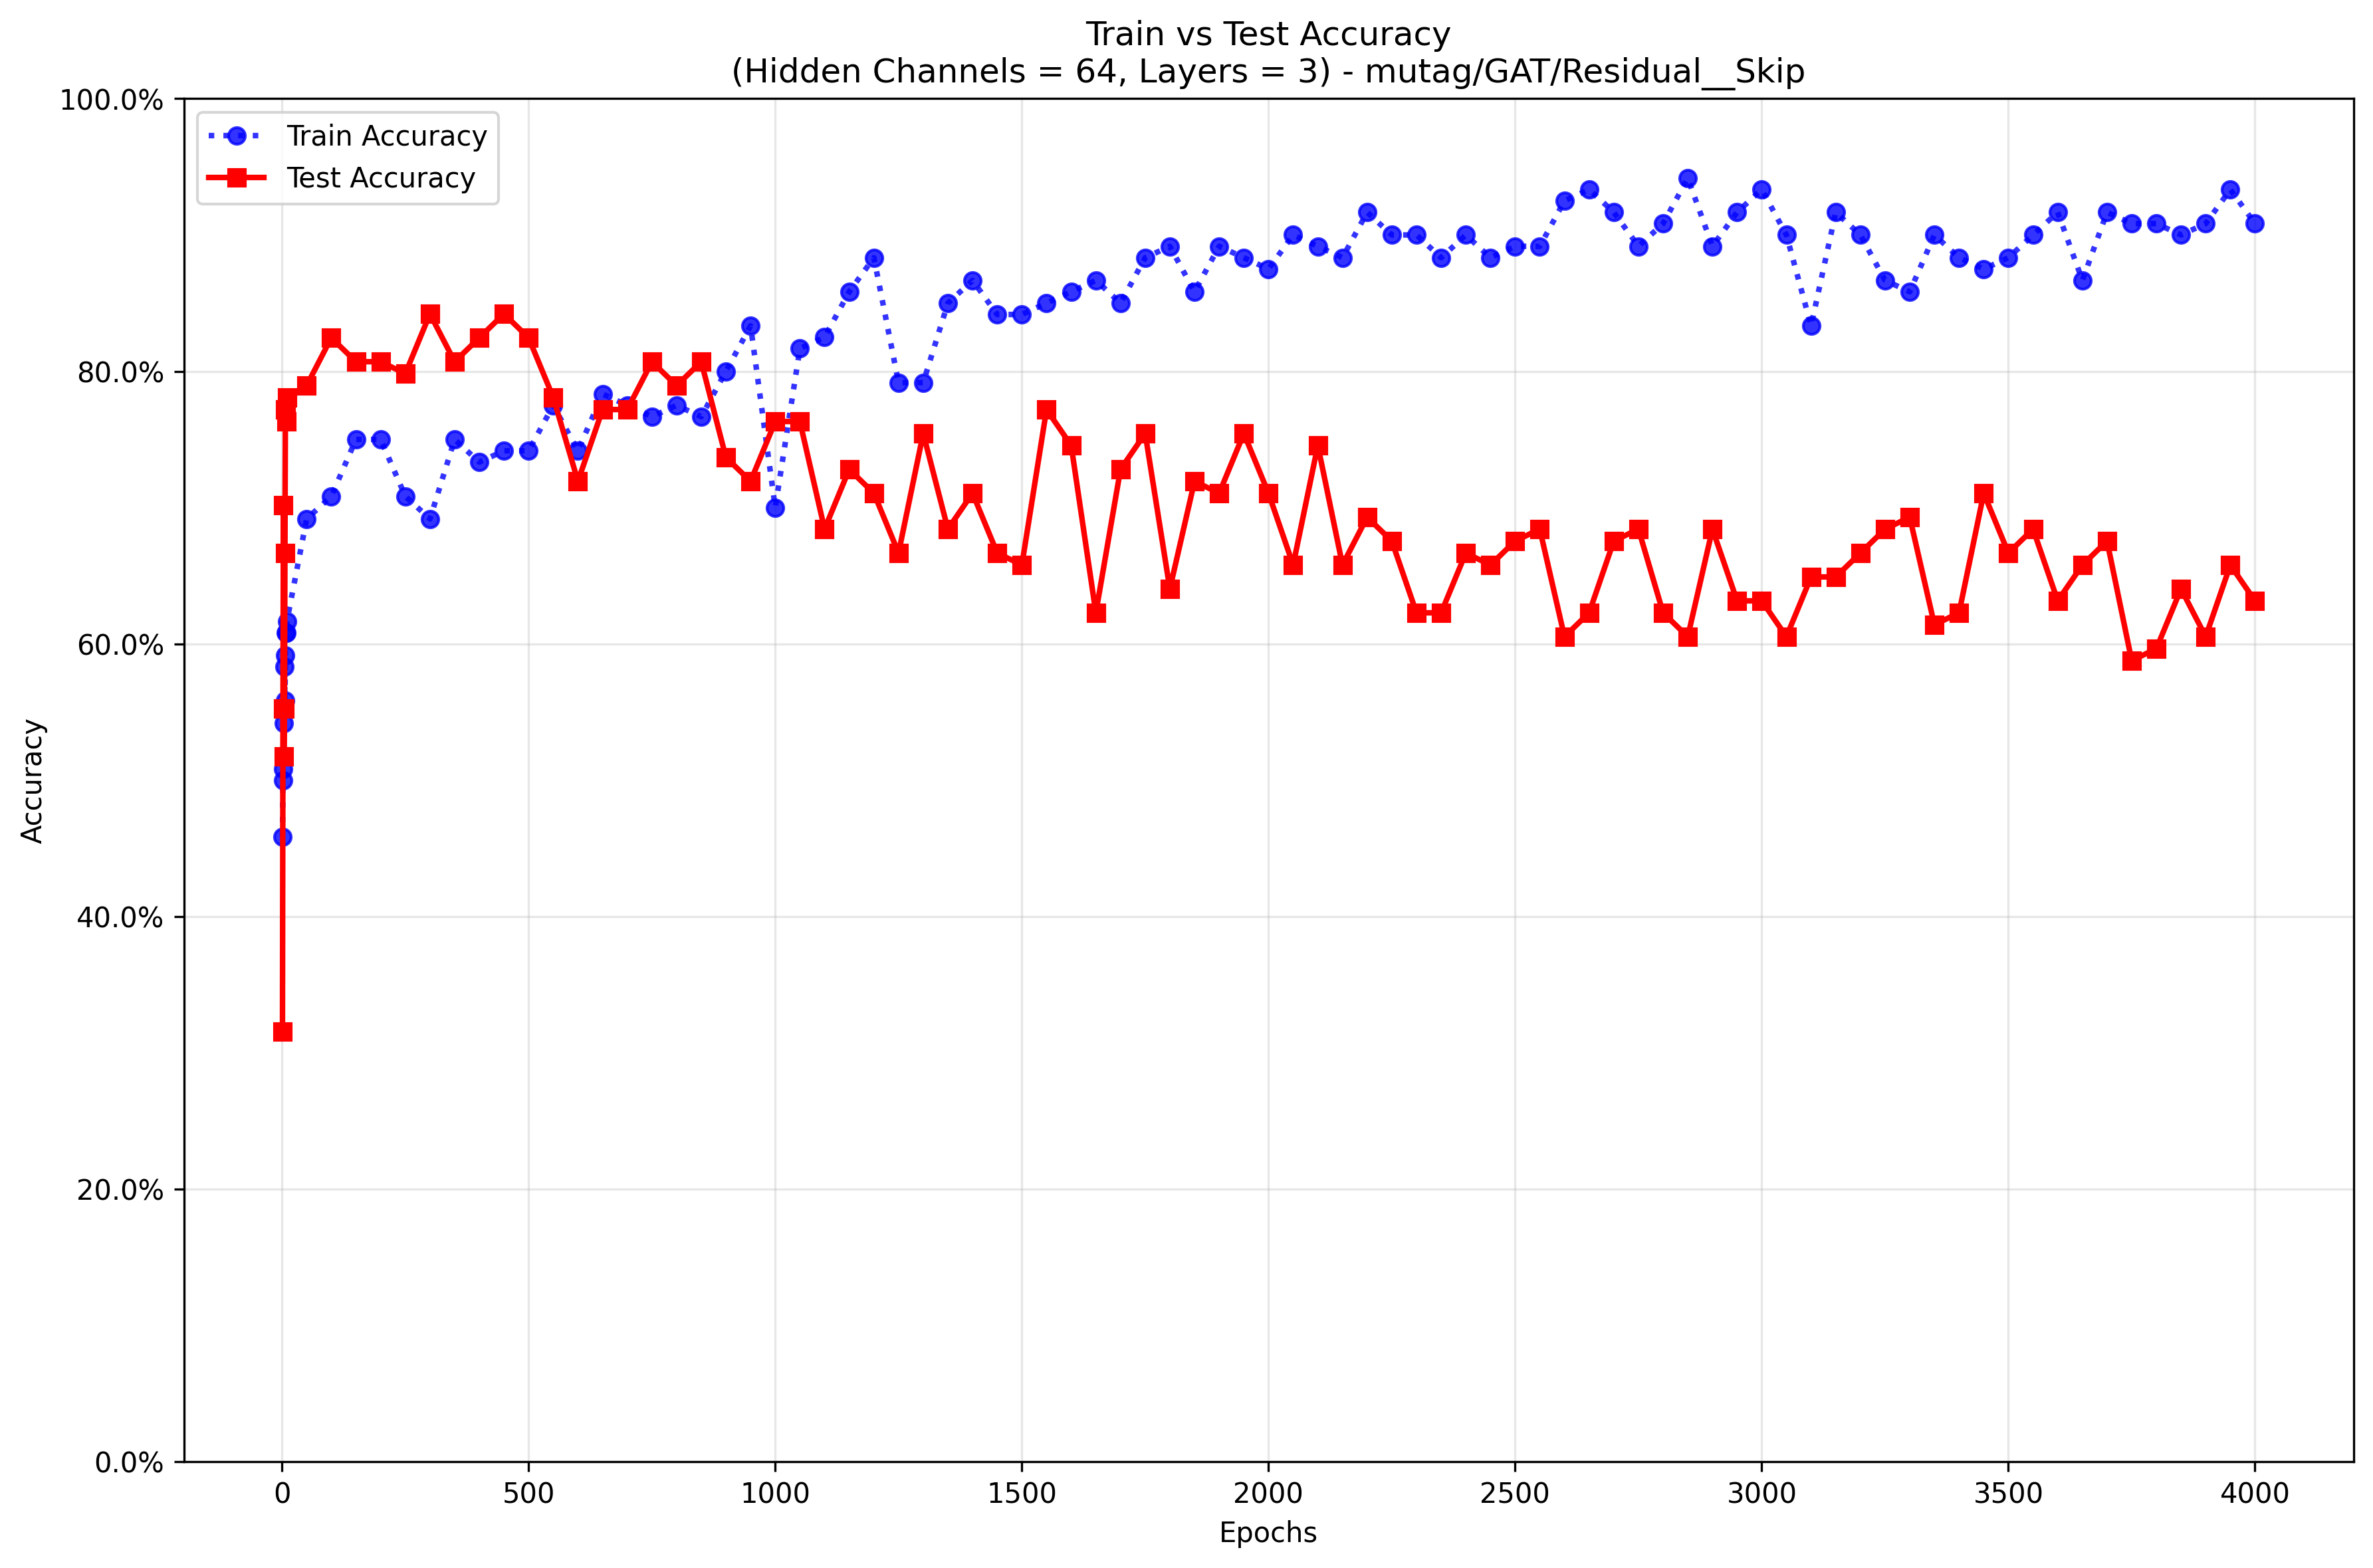 Train vs Test Accuracy
(Hidden Channels = 64, Layers = 3) - mutag/GAT/Residual__Skip
100.0%
80.0%
60.0%
40.0%
20.0%
0.0%
Train Accuracy
Test Accuracy
Accuracy
0 500 1000 1500 2000 2500 3000 3500 4000
Epochs